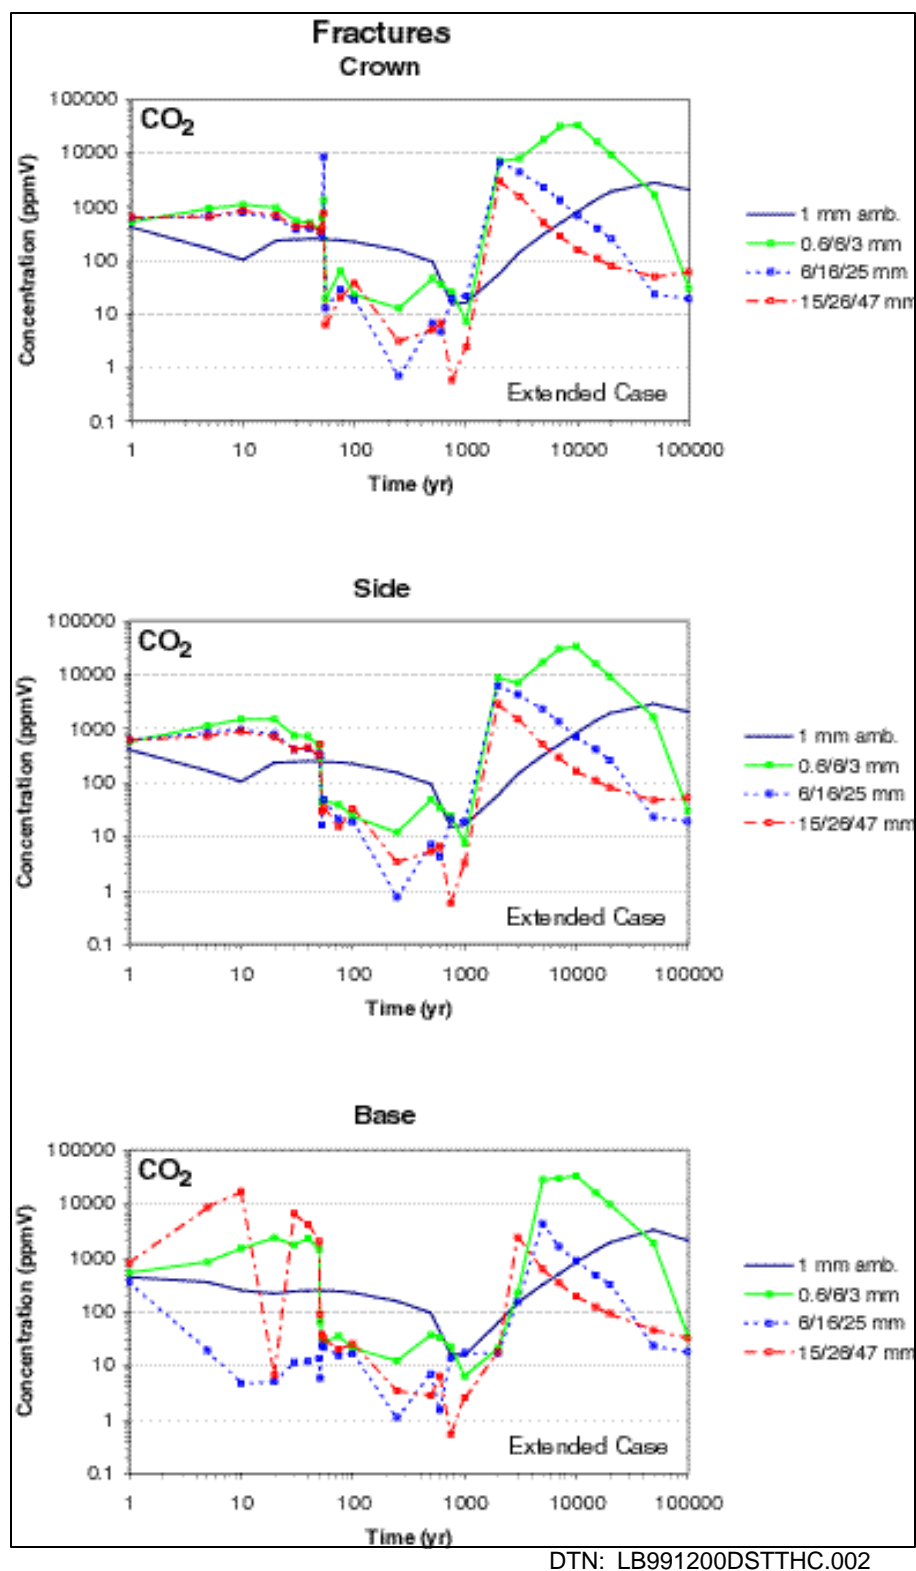 Fractures
Crown
CO2
100000
10000
1000
100
10
1
0.1
Concentration (ppmV)
Extended Case
1 10 100 1000 10000 100000
Time (yr)
1 mm amb.
0.6/6/3 mm
6/16/25 mm
15/26/47 mm
Side
CO2
100000
10000
1000
100
10
1
0.1
Concentration (ppmV)
Extended Case
1 10 100 1000 10000 100000
Time (yr)
1 mm amb.
0.6/6/3 mm
6/16/25 mm
15/26/47 mm
Base
CO2
100000
10000
1000
100
10
1
0.1
Concentration (ppmV)
Extended Case
1 10 100 1000 10000 100000
Time (yr)
1 mm amb.
0.6/6/3 mm
6/16/25 mm
15/26/47 mm
DTN: LB991200DSTTHC.002